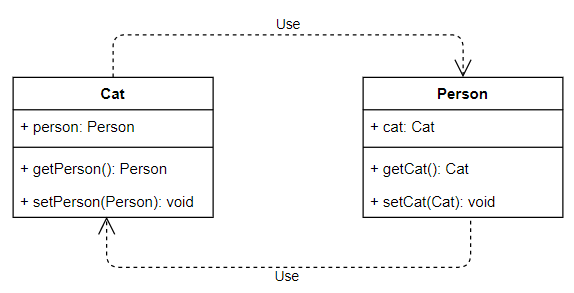 Use
Cat
+ person: Person
+ getPerson(): Person
+ setPerson(Person): void
Person
+ cat: Cat
+ getCat(): Cat
+ setCat(Cat): void
Use